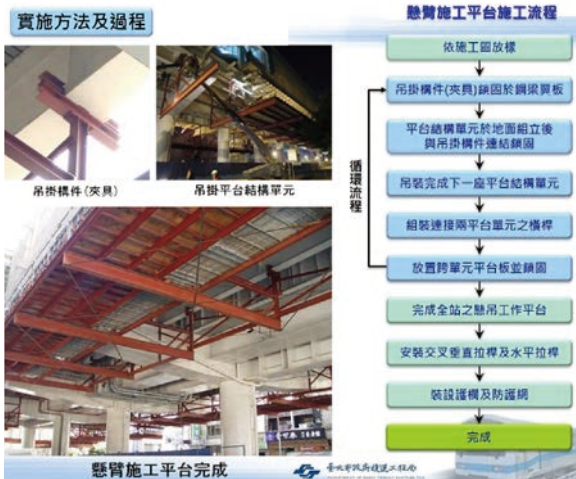 實施方法及過程
吊掛構件(夾具)
吊掛平台結構單元
懸臂施工平台完成
懸臂施工平台施工流程
依施工圖放樣
吊掛構件(夾具)鎖固於鋼梁翼板
平台結構單元於地面組立後
與吊掛構件連結鎖固
吊裝完成下一座平台結構單元
組裝連接兩平台單元之橫桿
放置跨單元平台板並鎖固
循環流程
完成全站之懸吊工作平台
安裝交叉垂直拉桿及水平拉桿
裝設護欄及防護網
完成
臺北市政府捷運工程局